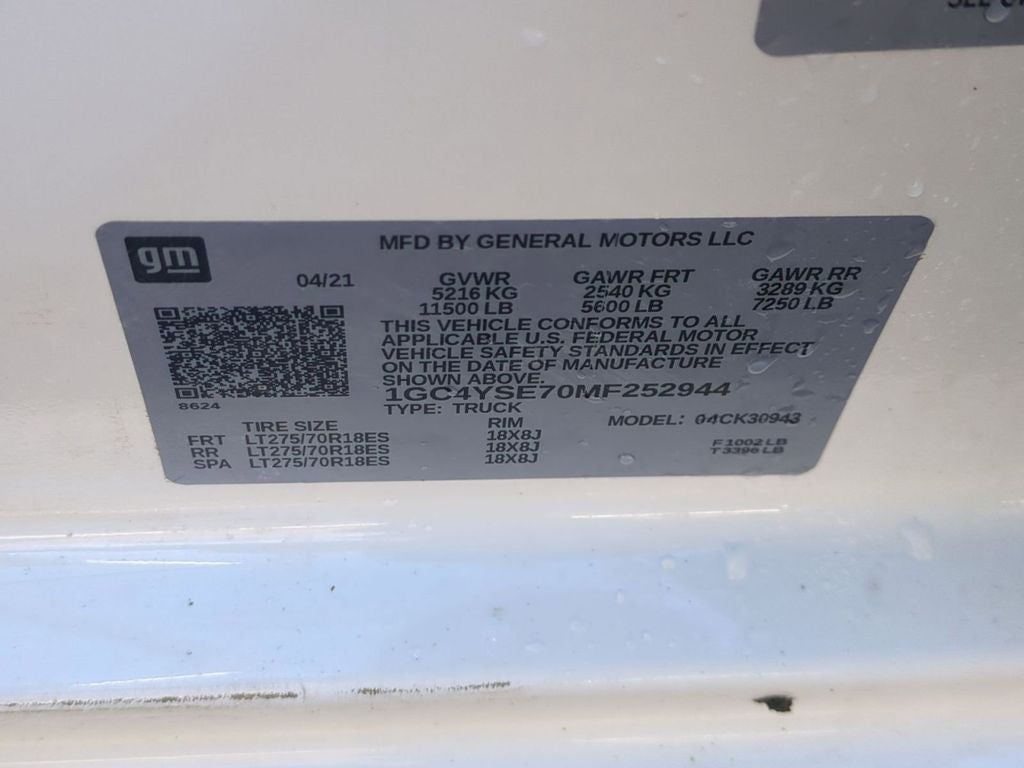 gm
MFD BY GENERAL MOTORS LLC
04/21
GVWR GAWR FRT GAWR RR
5216 KG 2540 KG 3289 KG
11500 LB 5600 LB 7250 LB
THIS VEHICLE CONFORMS TO ALL
APPLICABLE U.S. FEDERAL MOTOR
VEHICLE SAFETY STANDARDS IN EFFECT
ON THE DATE OF MANUFACTURE
SHOWN ABOVE.
1GC4YSE70MF252944
8624
TYPE: TRUCK MODEL: 04CK30943
TIRE SIZE RIM
FRT LT275/70R18ES 18X8J
RR LT275/70R18ES 18X8J
SPA LT275/70R18ES 18X8J
F1002 LB
T3396 LB